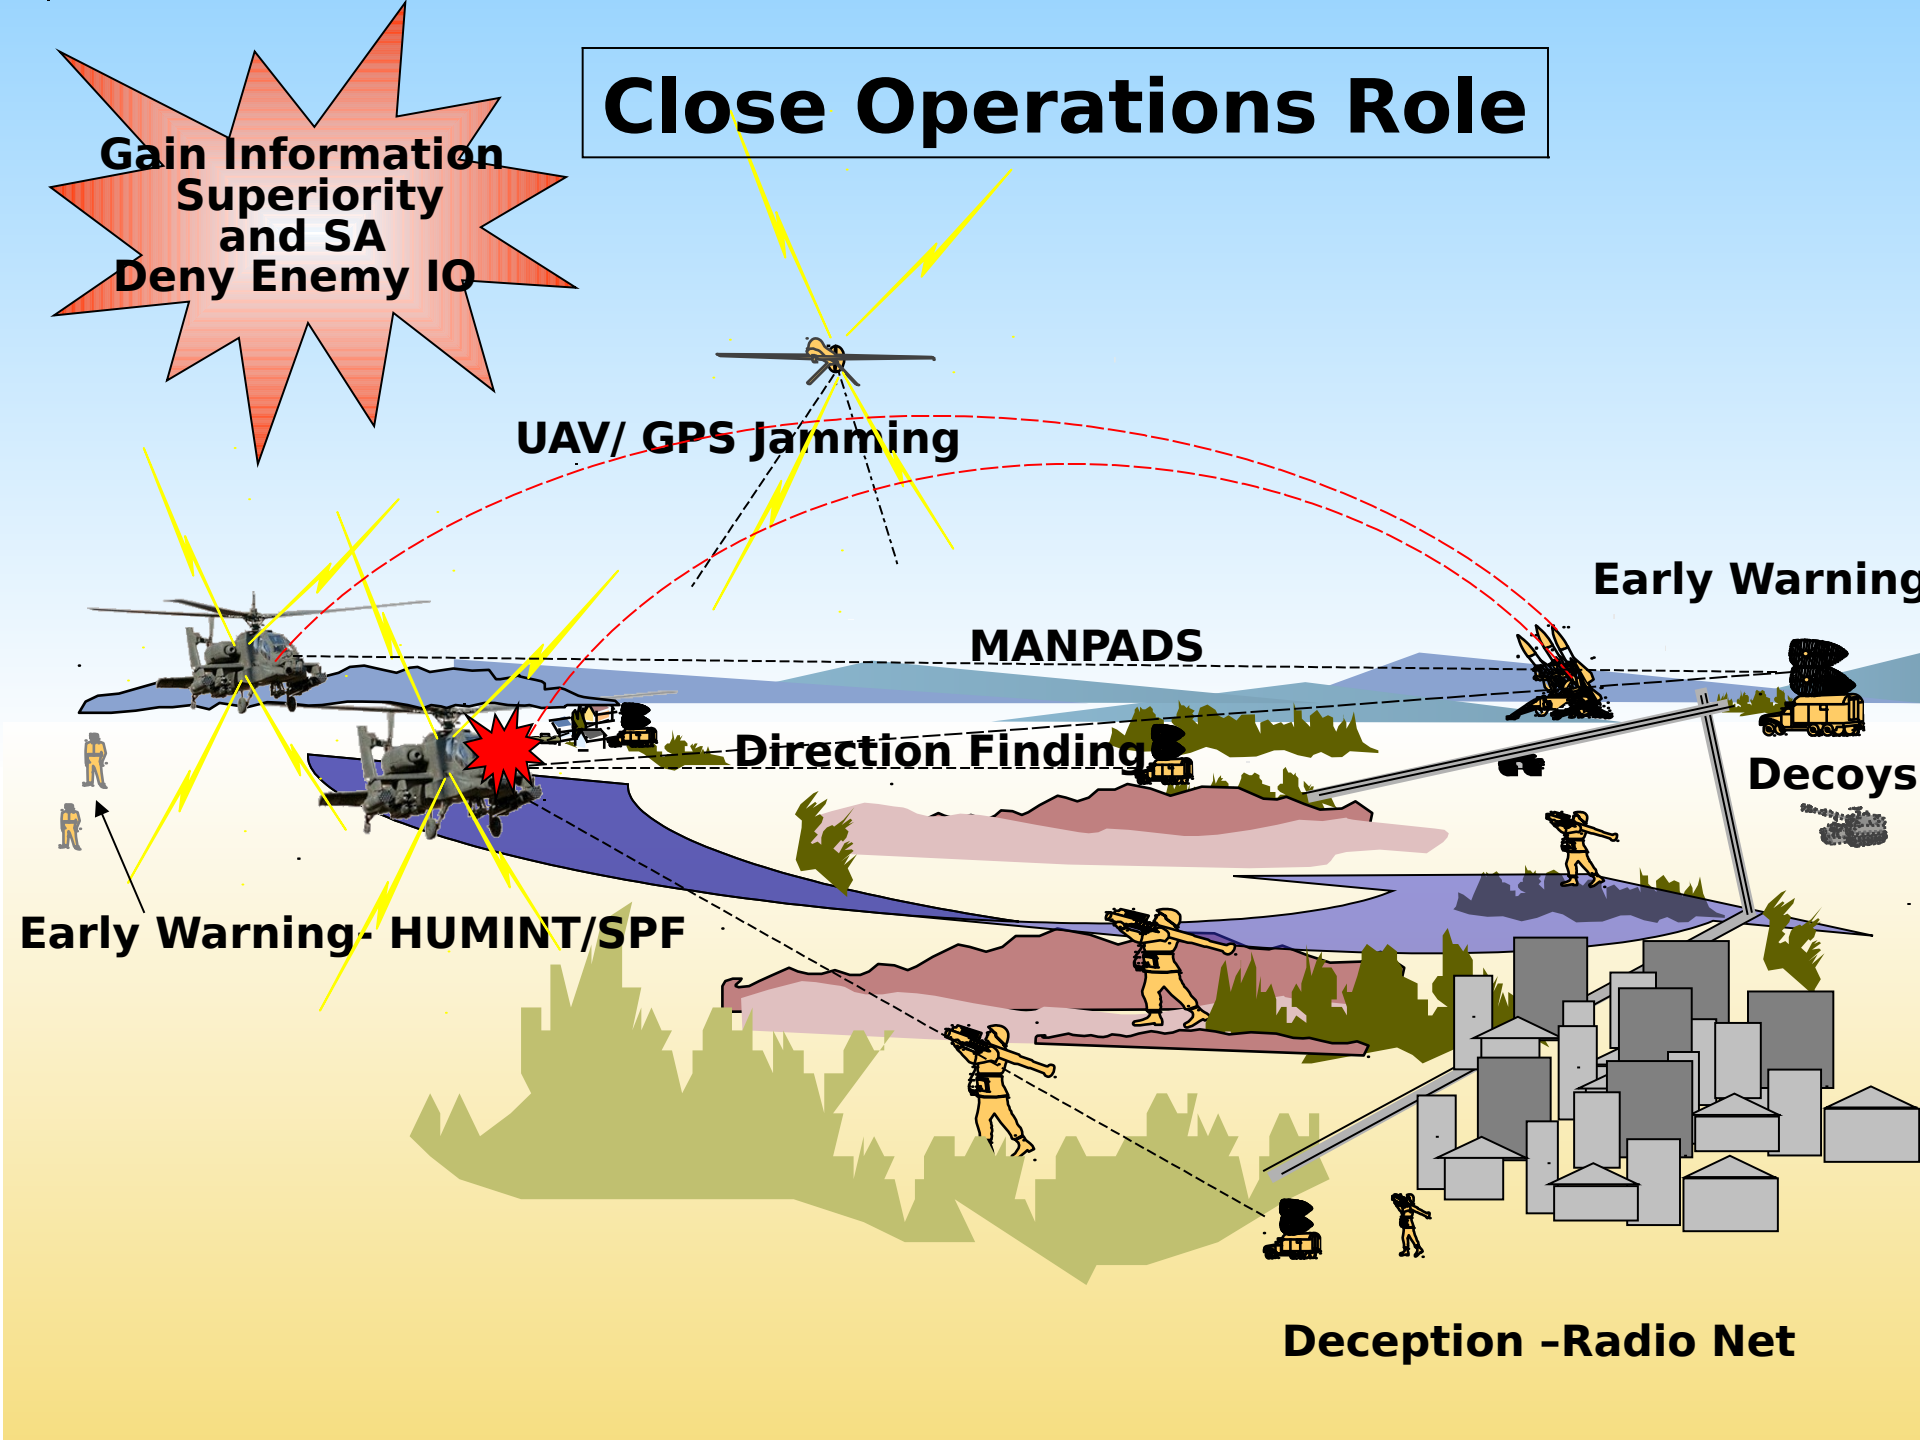 Close Operations Role
Gain Information
Superiority
and SA
Deny Enemy IO
UAV/ GPS Jamming
Early Warning
MANPADS
Direction Finding
Decoys
Early Warning- HUMINT/SPF
Deception –Radio Net